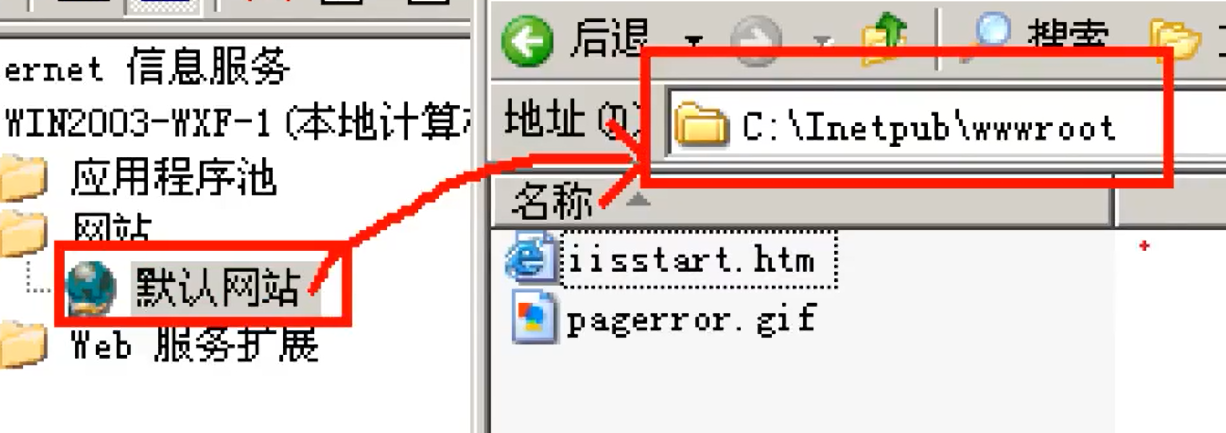 ernet 信息服务
WIN2003-WXF-1(本地计算
应用程序池
网站
默认网站
Web 服务扩展
后退
搜索
地址
C:\Inetpub\wwwroot
名称
iisstart.htm
pagerror.gif